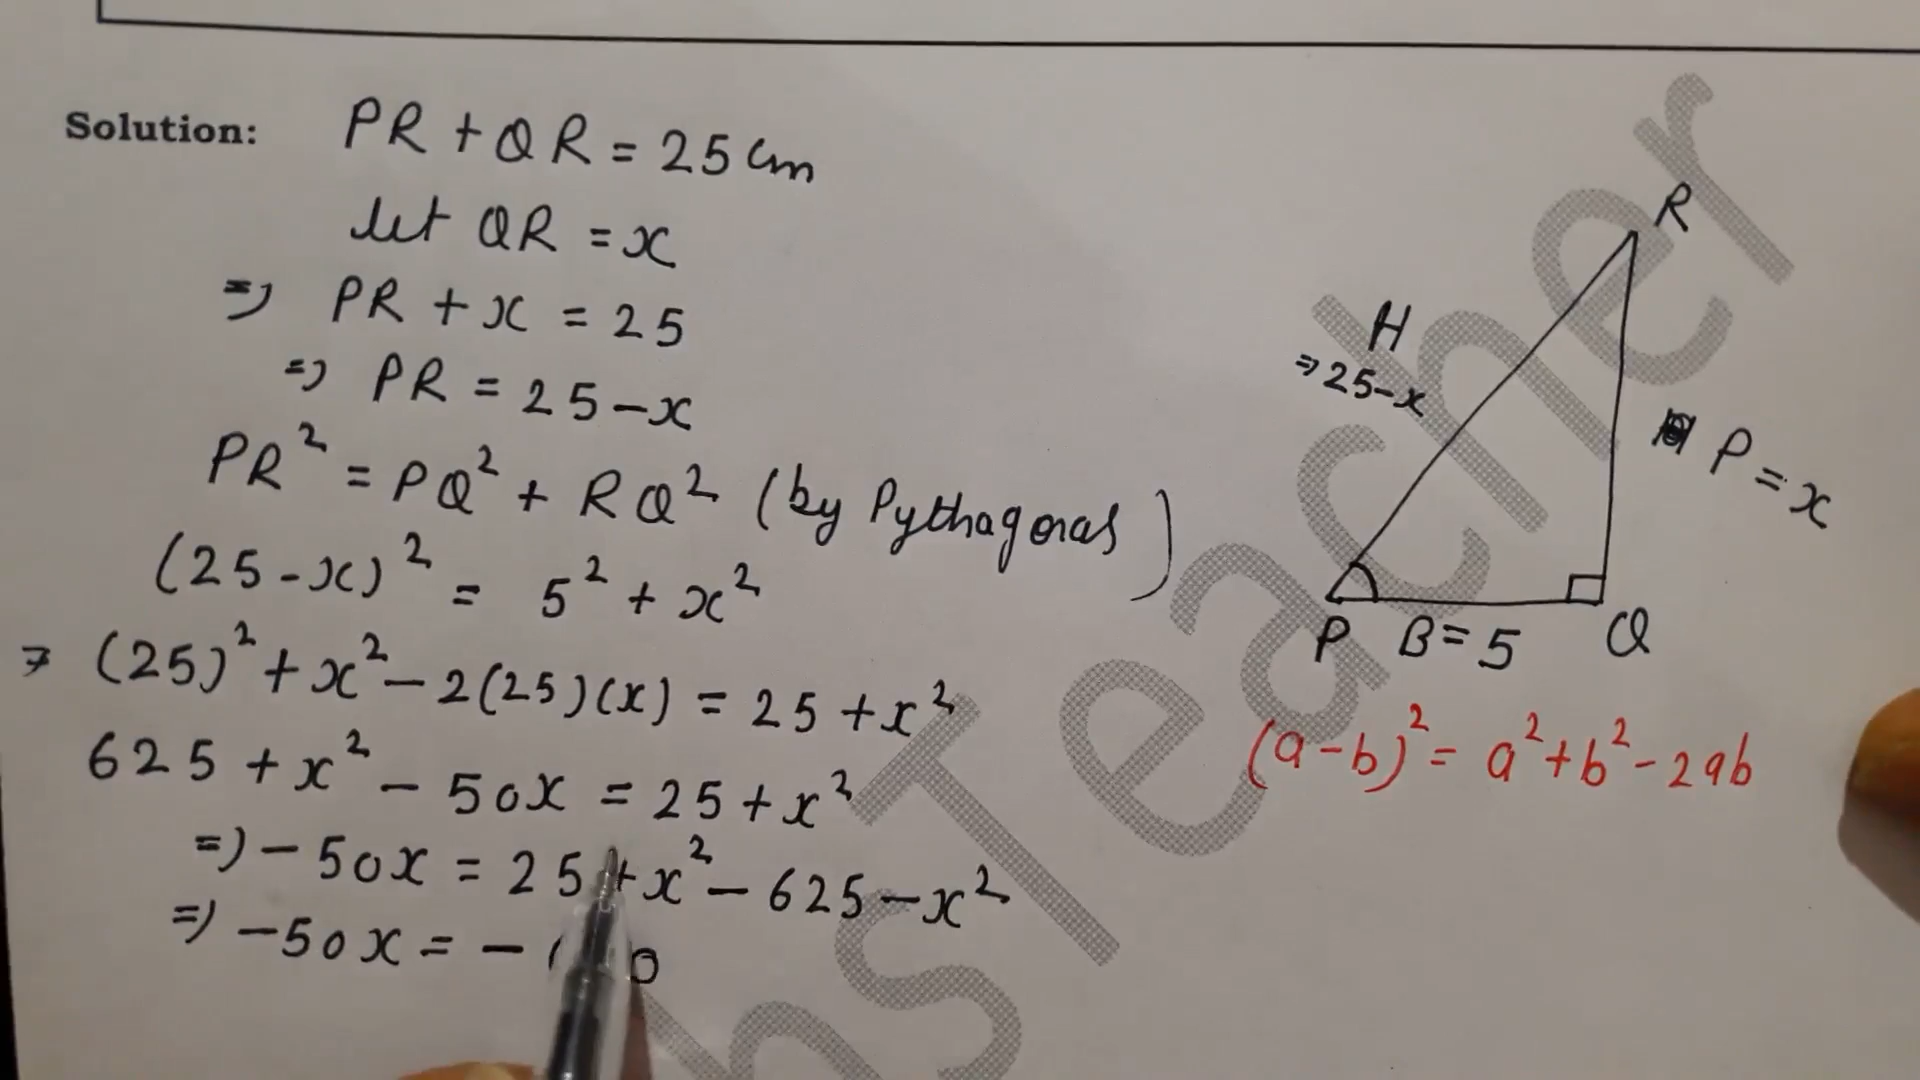 Solution: PR + QR = 25 cm
let QR = x
=> PR + x = 25
=> PR = 25 - x
PR² = PQ² + RQ² (by Pythagoras)
(25 - x)² = 5² + x²
⇒ (25)² + x² - 2(25)(x) = 25 + x²
625 + x² - 50x = 25 + x²
=> -50x = 25 + x² - 625 - x²
=> -50x = -
R
H
⇒ 25 - x
P = x
P B = 5 Q
(a - b)² = a² + b² - 2ab
sTeacher